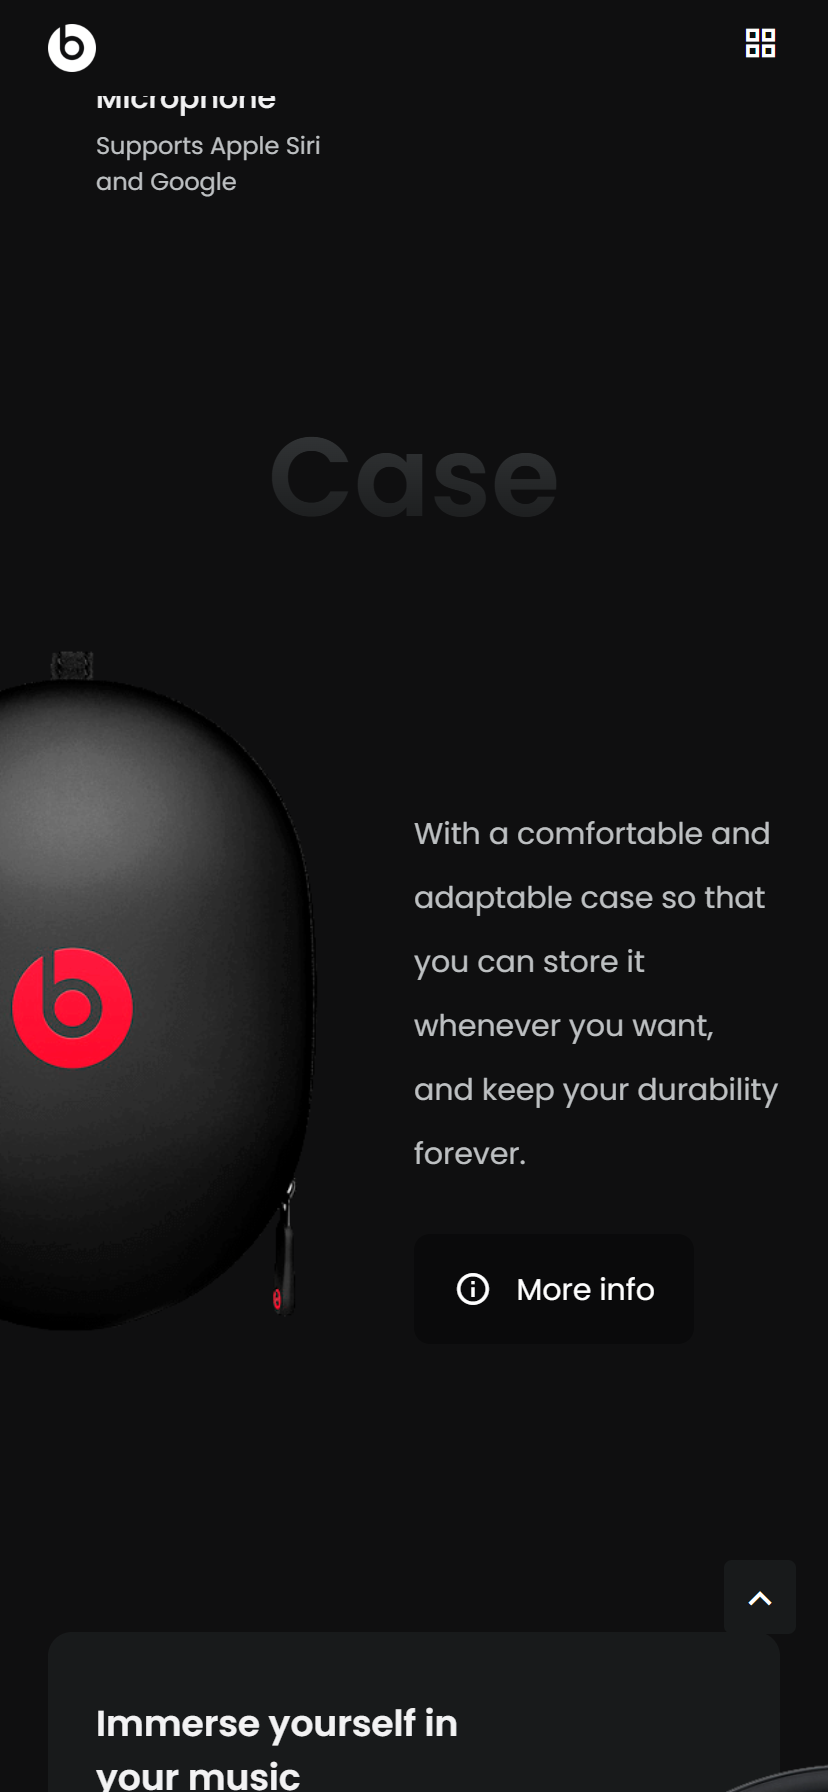 Microphone
Supports Apple Siri
and Google
Case
With a comfortable and
adaptable case so that
you can store it
whenever you want,
and keep your durability
forever.
More info
Immerse yourself in
your music